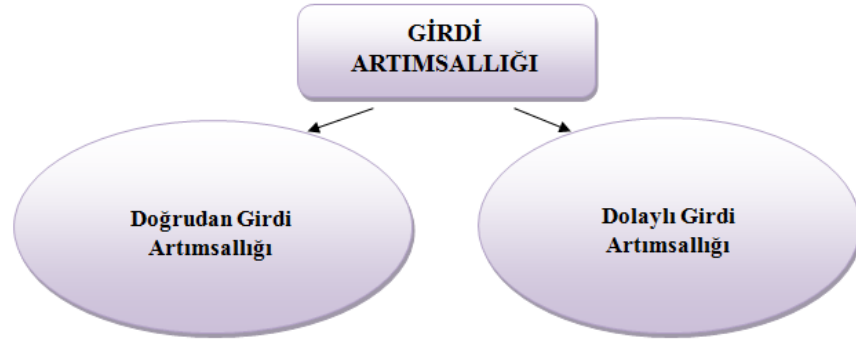 GİRDİ
ARTIMSALLIĞI
Doğrudan Girdi
Artımsallığı
Dolaylı Girdi
Artımsallığı